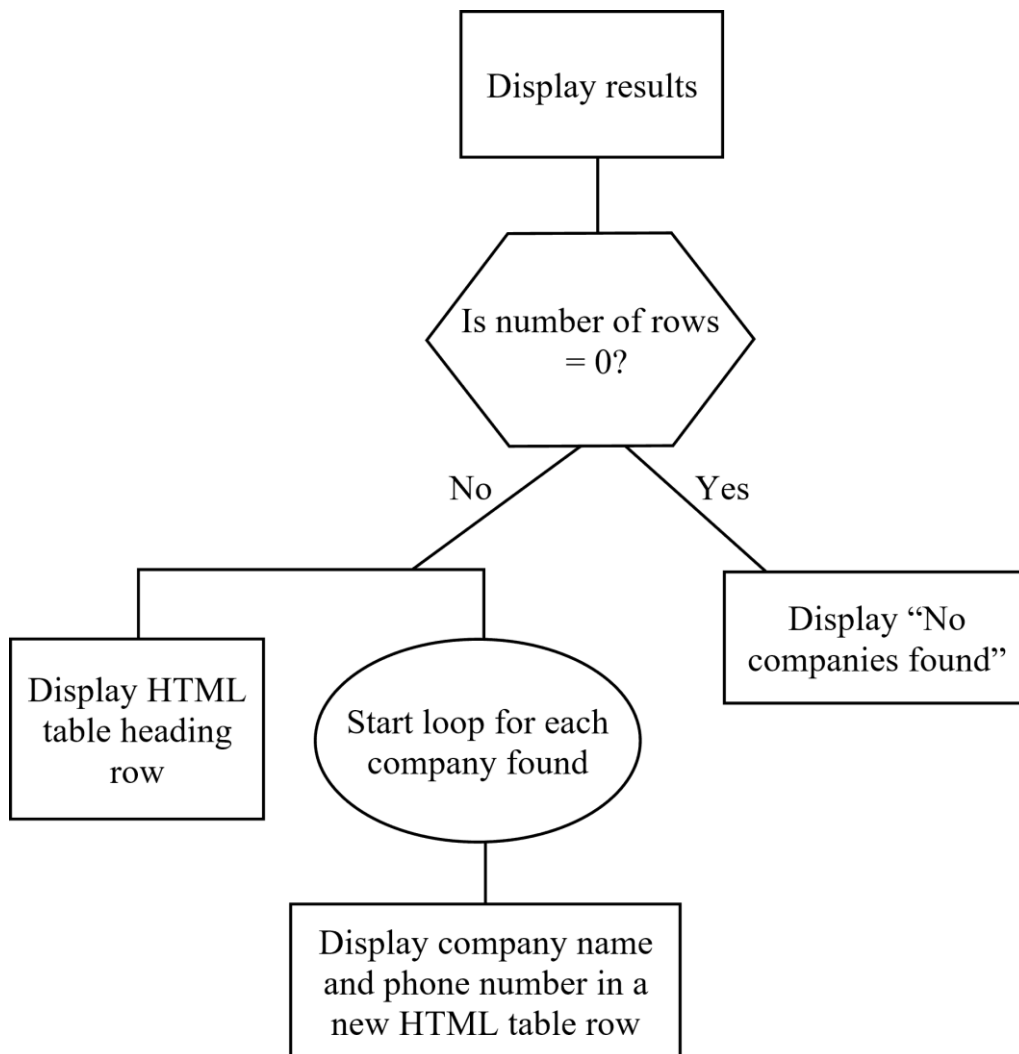 Display results
Is number of rows
= 0?
No
Yes
Display HTML
table heading
row
Start loop for each
company found
Display “No
companies found”
Display company name
and phone number in a
new HTML table row